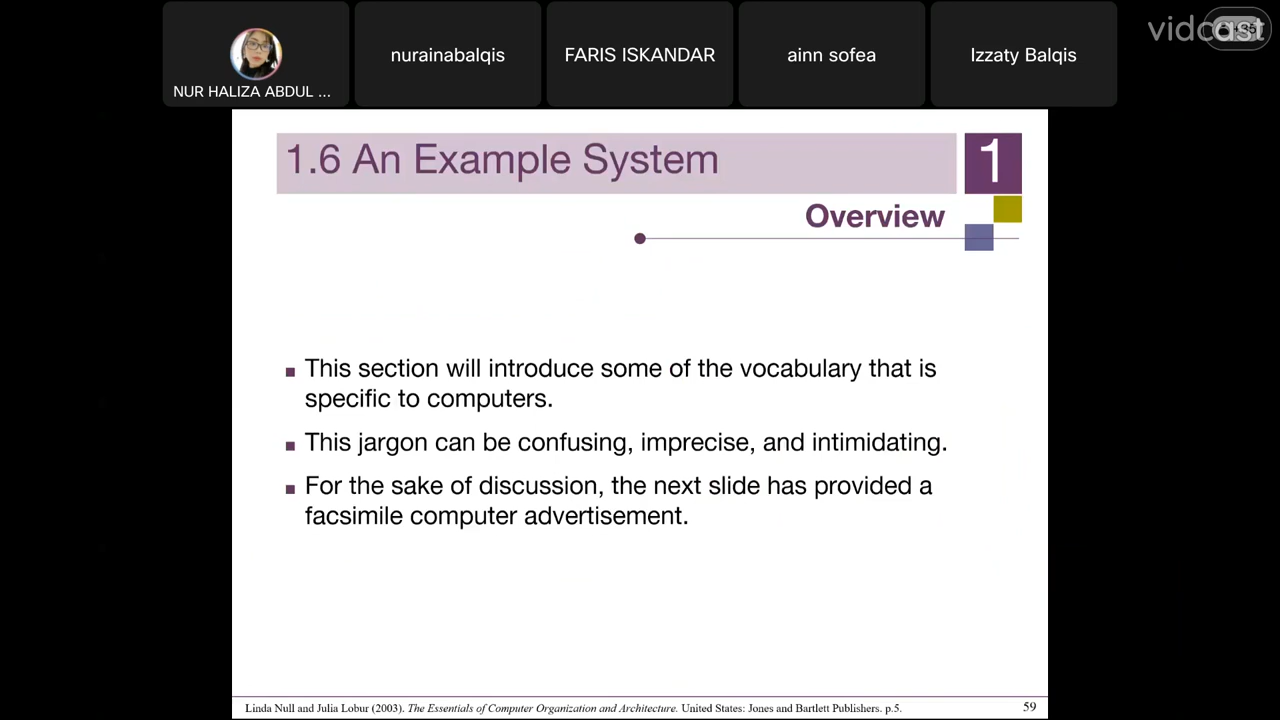 vidcast
nurainabalqis
FARIS ISKANDAR
ainn sofea
Izzaty Balqis
NUR HALIZA ABDUL ...
1.6 An Example System
1
Overview
■ This section will introduce some of the vocabulary that is
specific to computers.
■ This jargon can be confusing, imprecise, and intimidating.
■ For the sake of discussion, the next slide has provided a
facsimile computer advertisement.
Linda Null and Julia Lobur (2003). The Essentials of Computer Organization and Architecture. United States: Jones and Bartlett Publishers. p.5.
59